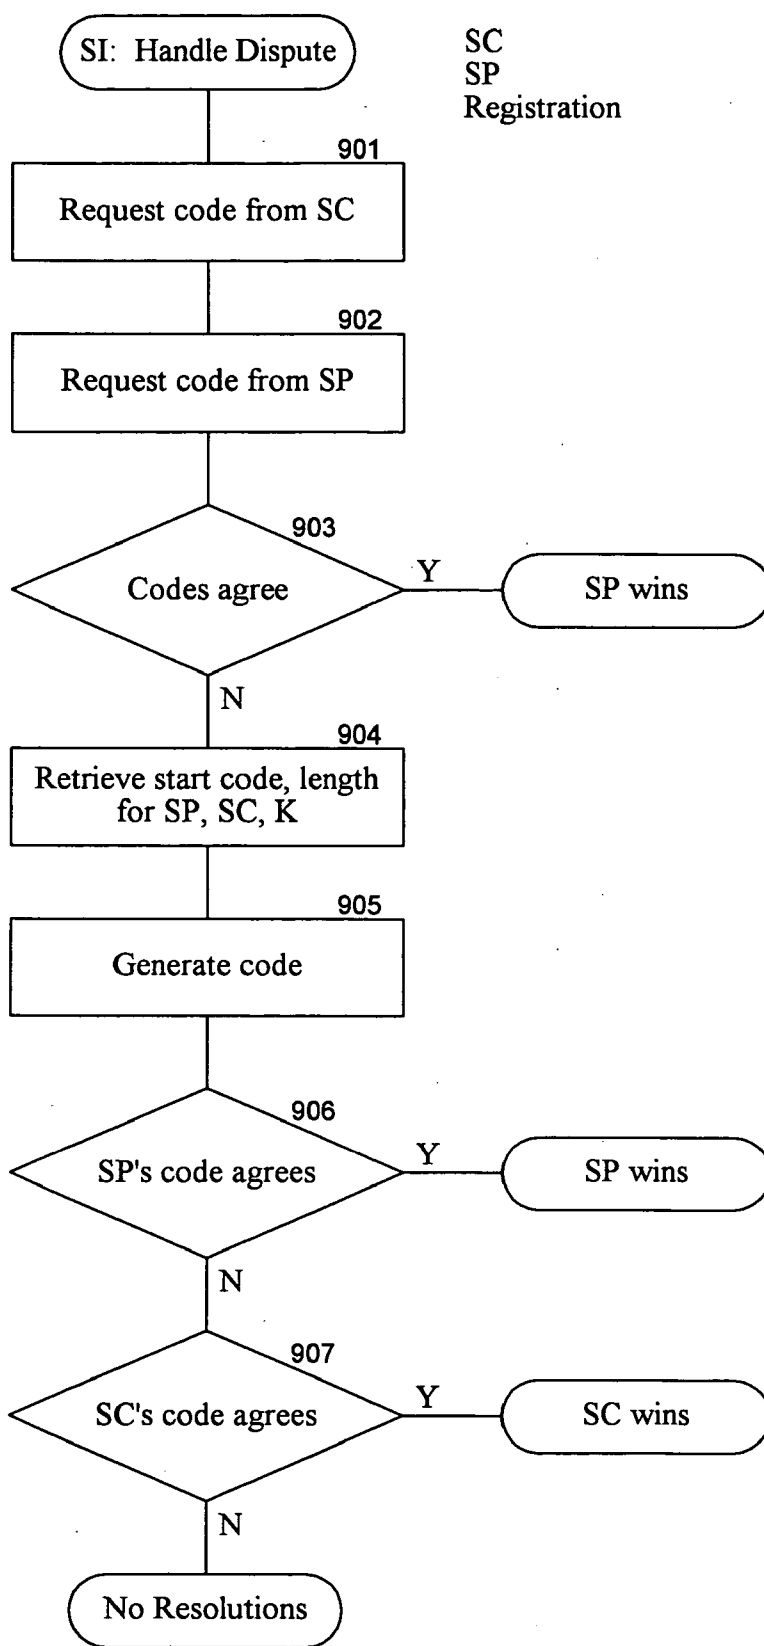 SI: Handle Dispute
SC
SP
Registration
901
Request code from SC
902
Request code from SP
903
Codes agree
Y
SP wins
N
904
Retrieve start code, length
for SP, SC, K
905
Generate code
906
SP's code agrees
Y
SP wins
N
907
SC's code agrees
Y
SC wins
N
No Resolutions